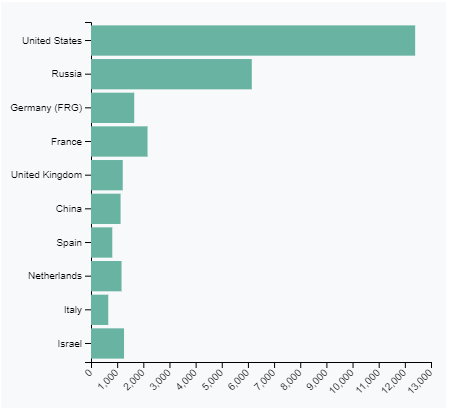 United States
Russia
Germany (FRG)
France
United Kingdom
China
Spain
Netherlands
Italy
Israel
0
1,000
2,000
3,000
4,000
5,000
6,000
7,000
8,000
9,000
10,000
11,000
12,000
13,000